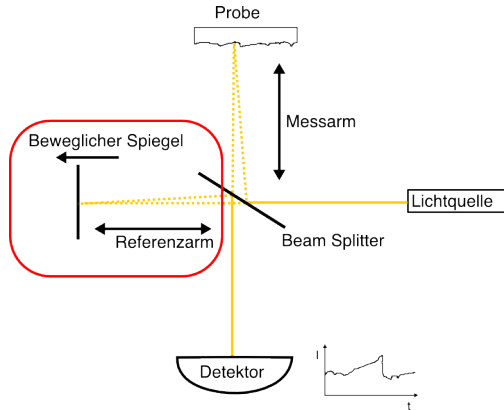 Probe
Messarm
Beweglicher Spiegel
Lichtquelle
Referenzarm
Beam Splitter
Detektor
I
t